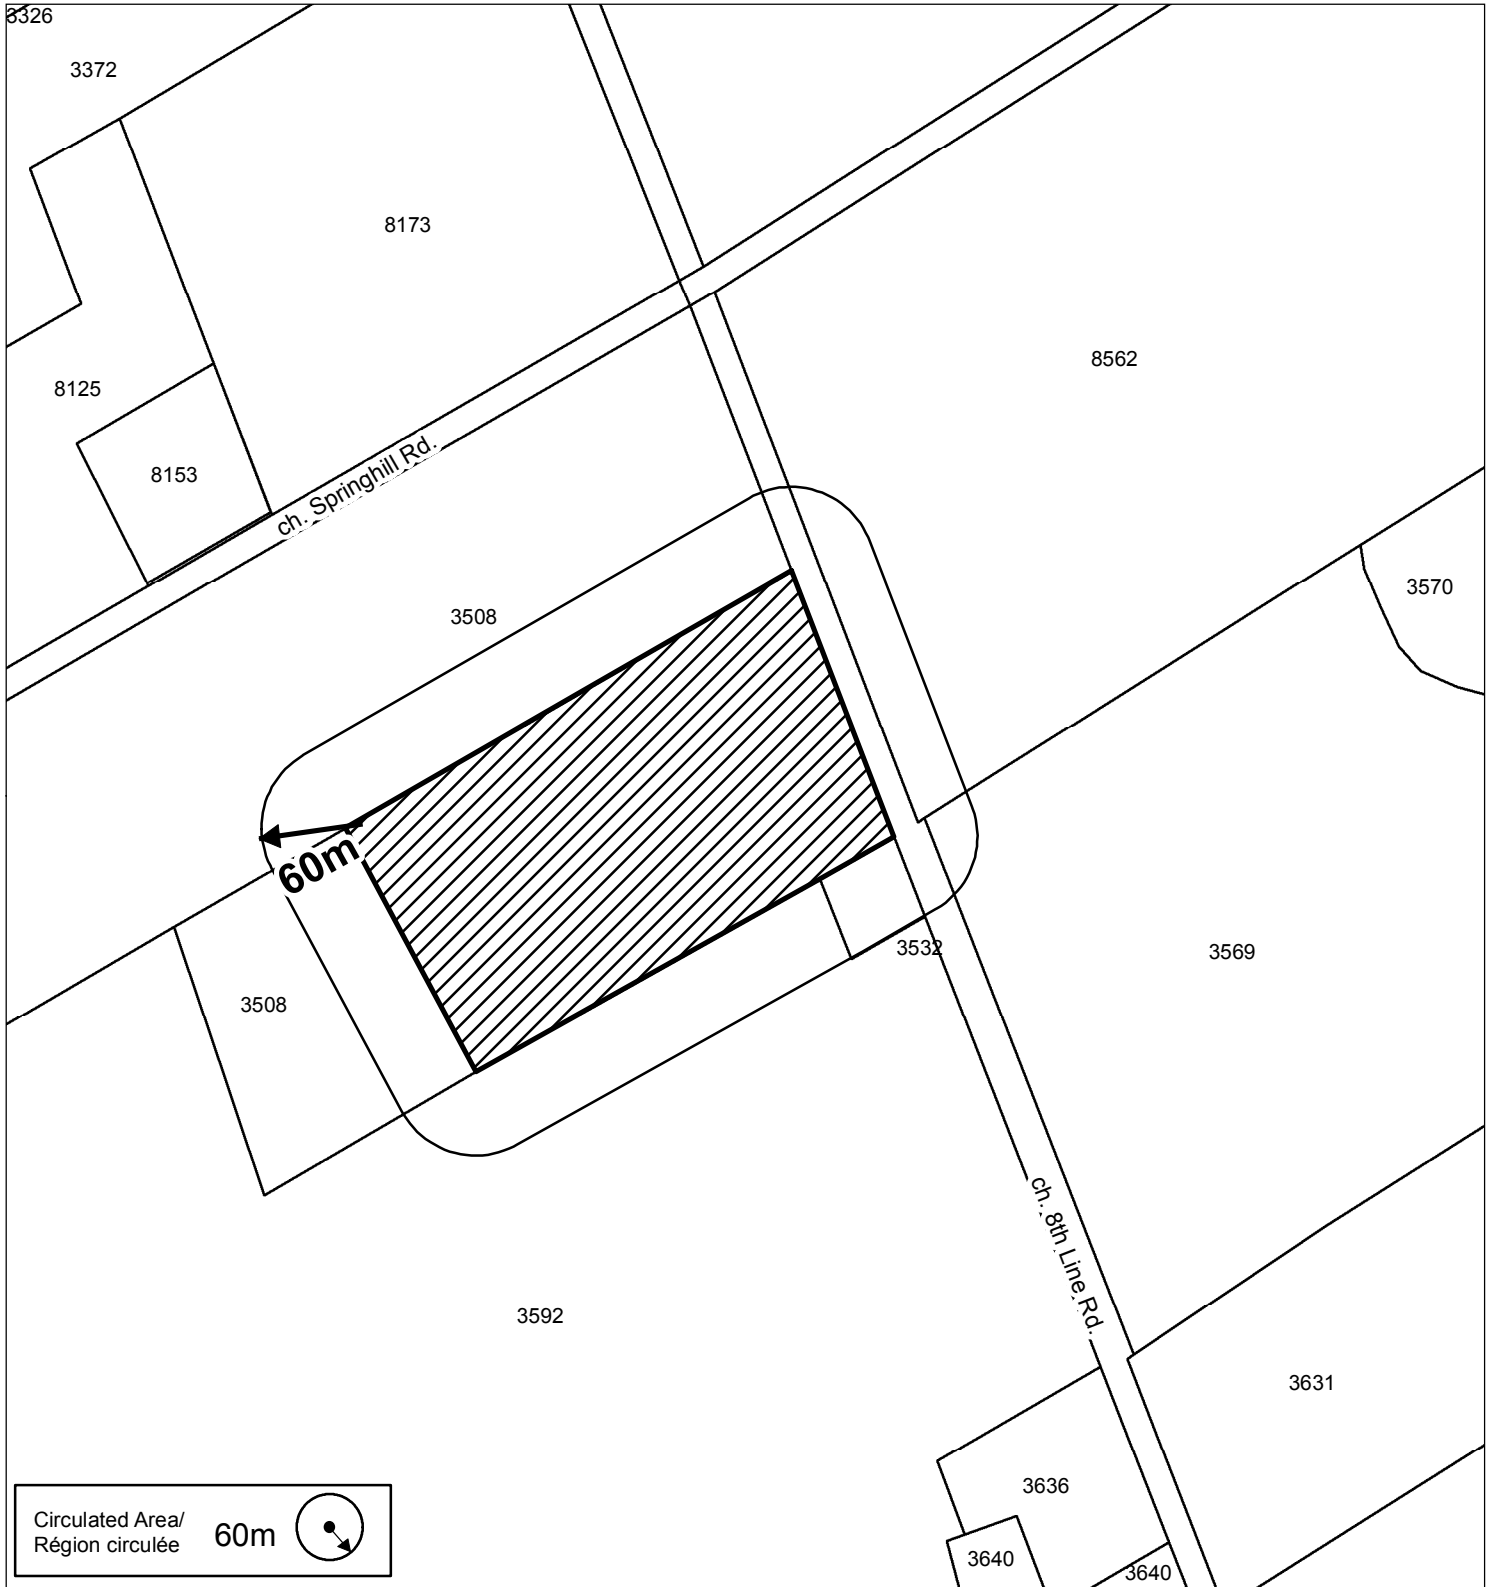 3326
3372
8173
8562
8125
8153
ch. Springhill Rd.
3570
3508
60m
3532
3569
3508
ch. 8th Line Rd.
3592
3631
3636
3640
3640
Circulated Area/
Région circulée
60m